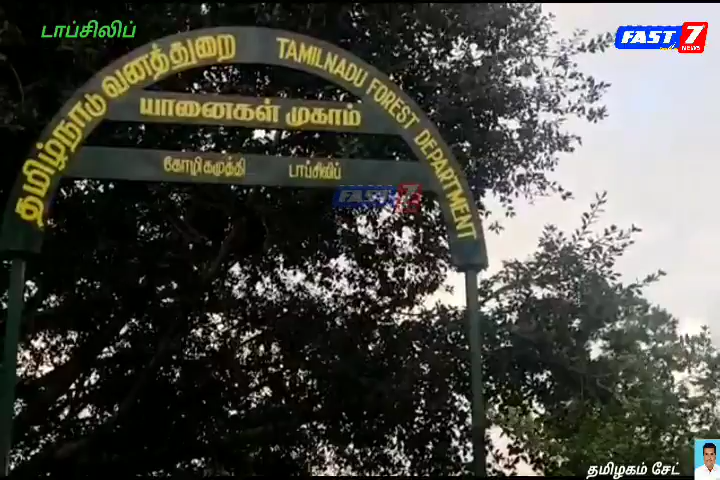 டாப்சிலிப்
FAST 7
NEWS
தமிழ்நாடு வனத்துறை TAMILNADU FOREST DEPARTMENT
யானைகள் முகாம்
கோழிகமுத்தி டாப்சிலிப்
FAST 7
தமிழகம் சேட்